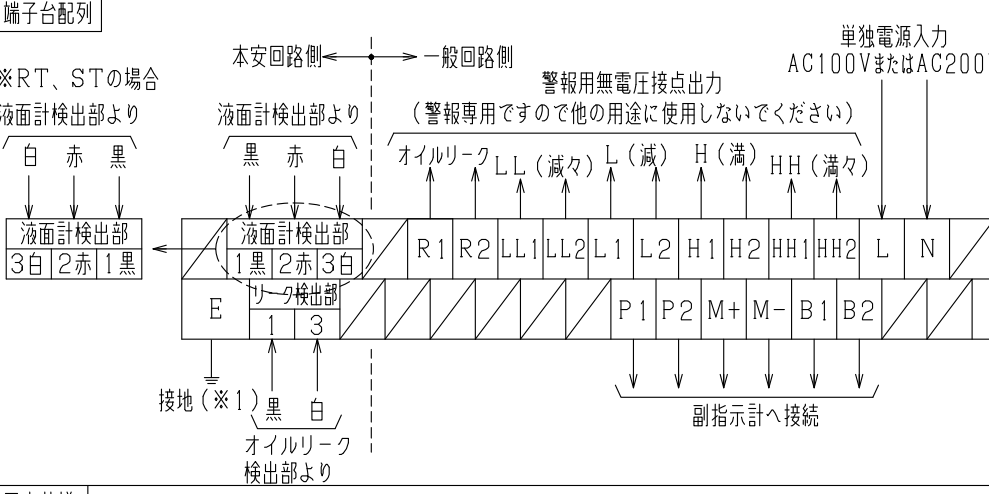 端子台配列
本安回路側
一般回路側
単独電源入力
AC100VまたはAC200V
※RT、STの場合
液面計検出部より
白 赤 黒
液面計検出部より
黒 赤 白
警報用無電圧接点出力
(警報専用ですので他の用途に使用しないでください)
オイルリーク LL(減々) L(減) H(満) HH(満々)
液面計検出部
3白 2赤 1黒
液面計検出部
1黒 2赤 3白
R1 R2 LL1 LL2 L1 L2 H1 H2 HH1 HH2 L N
E
リーク検出部
1 3
P1 P2 M+ M- B1 B2
接地(※1)
黒 白
オイルリーク
検出部より
副指示計へ接続